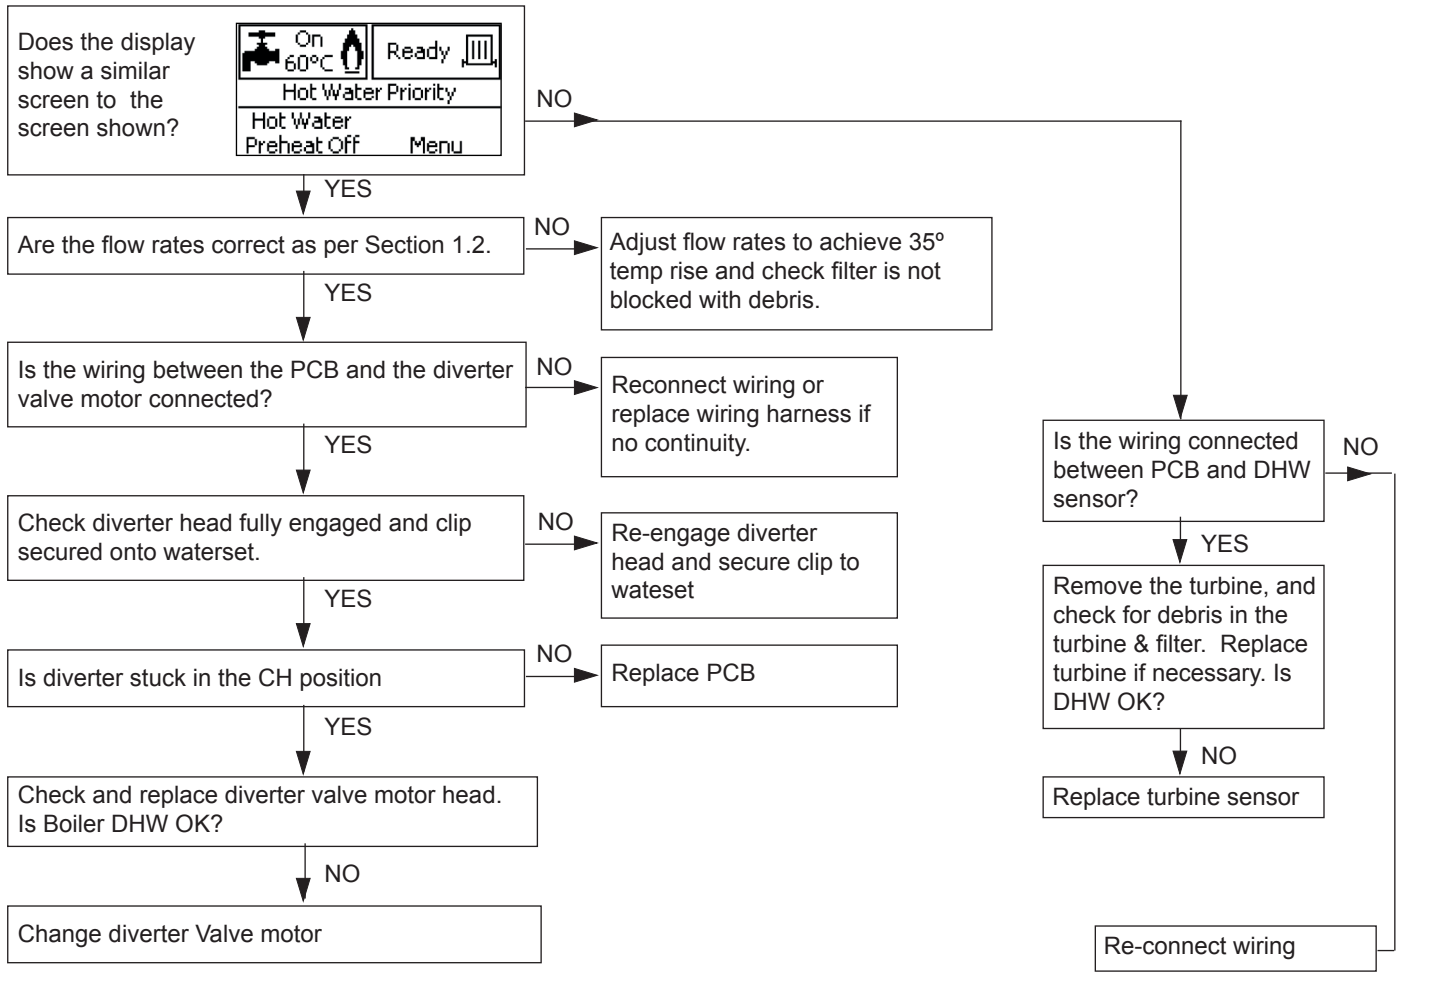 Does the display
show a similar
screen to the
screen shown?
On
60°C
Ready
Hot Water Priority
Hot Water
Preheat Off Menu
NO
YES
Are the flow rates correct as per Section 1.2.
NO
Adjust flow rates to achieve 35º
temp rise and check filter is not
blocked with debris.
YES
Is the wiring between the PCB and the diverter
valve motor connected?
NO
Reconnect wiring or
replace wiring harness if
no continuity.
YES
Check diverter head fully engaged and clip
secured onto waterset.
NO
Re-engage diverter
head and secure clip to
wateset
YES
Is diverter stuck in the CH position
NO
Replace PCB
YES
Check and replace diverter valve motor head.
Is Boiler DHW OK?
NO
Change diverter Valve motor
Is the wiring connected
between PCB and DHW
sensor?
NO
YES
Remove the turbine, and
check for debris in the
turbine & filter. Replace
turbine if necessary. Is
DHW OK?
NO
Replace turbine sensor
Re-connect wiring